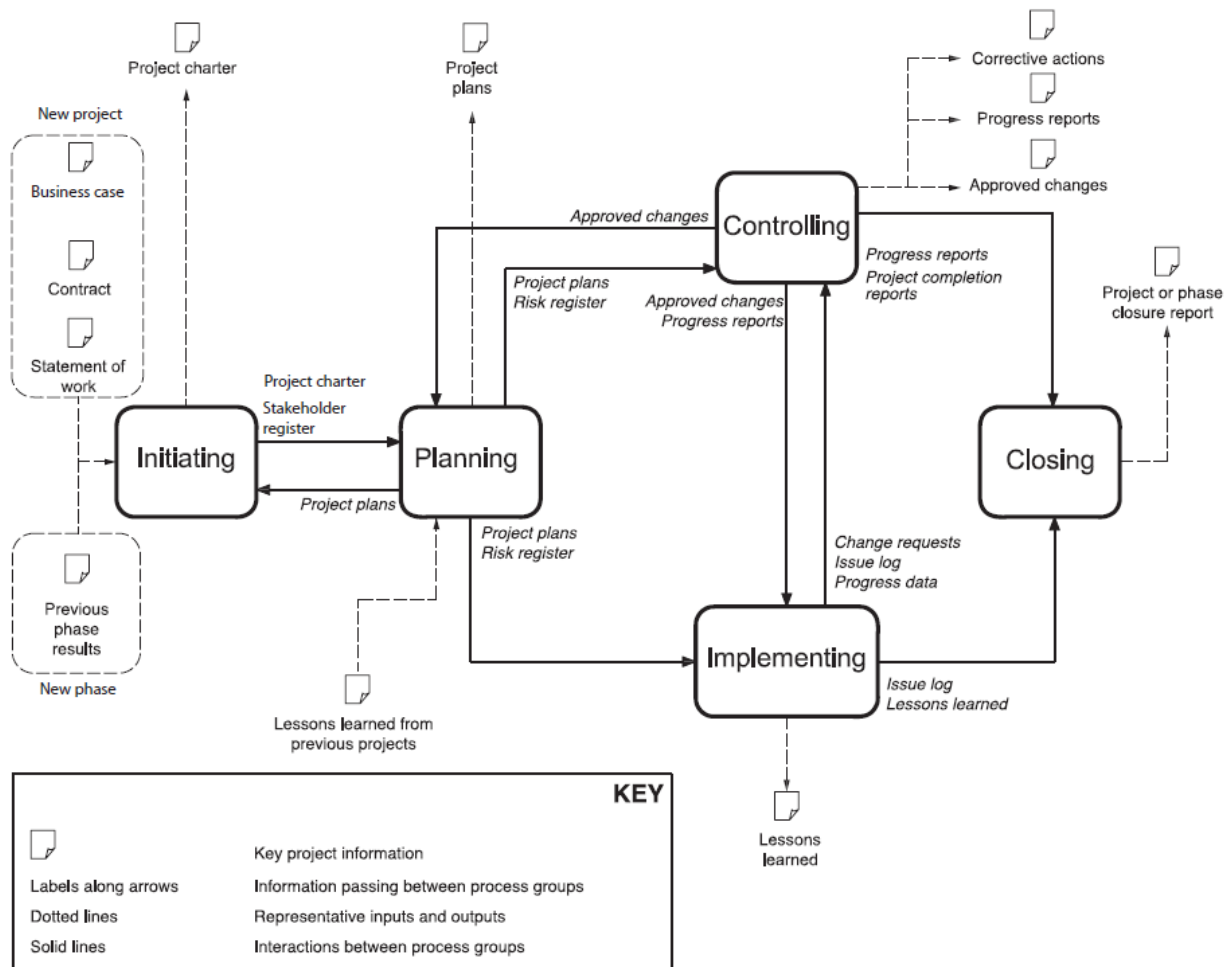 Project charter
Project
plans
Corrective actions
Progress reports
Approved changes
New project
Business case
Contract
Statement of
work
Approved changes
Controlling
Project plans
Risk register
Approved changes
Progress reports
Progress reports
Project completion
reports
Project or phase
closure report
Project charter
Stakeholder
register
Initiating
Planning
Closing
Project plans
Project plans
Risk register
Change requests
Issue log
Progress data
Previous
phase
results
New phase
Implementing
Issue log
Lessons learned
Lessons learned from
previous projects
Lessons
learned
KEY
Key project information
Labels along arrows Information passing between process groups
Dotted lines Representative inputs and outputs
Solid lines Interactions between process groups